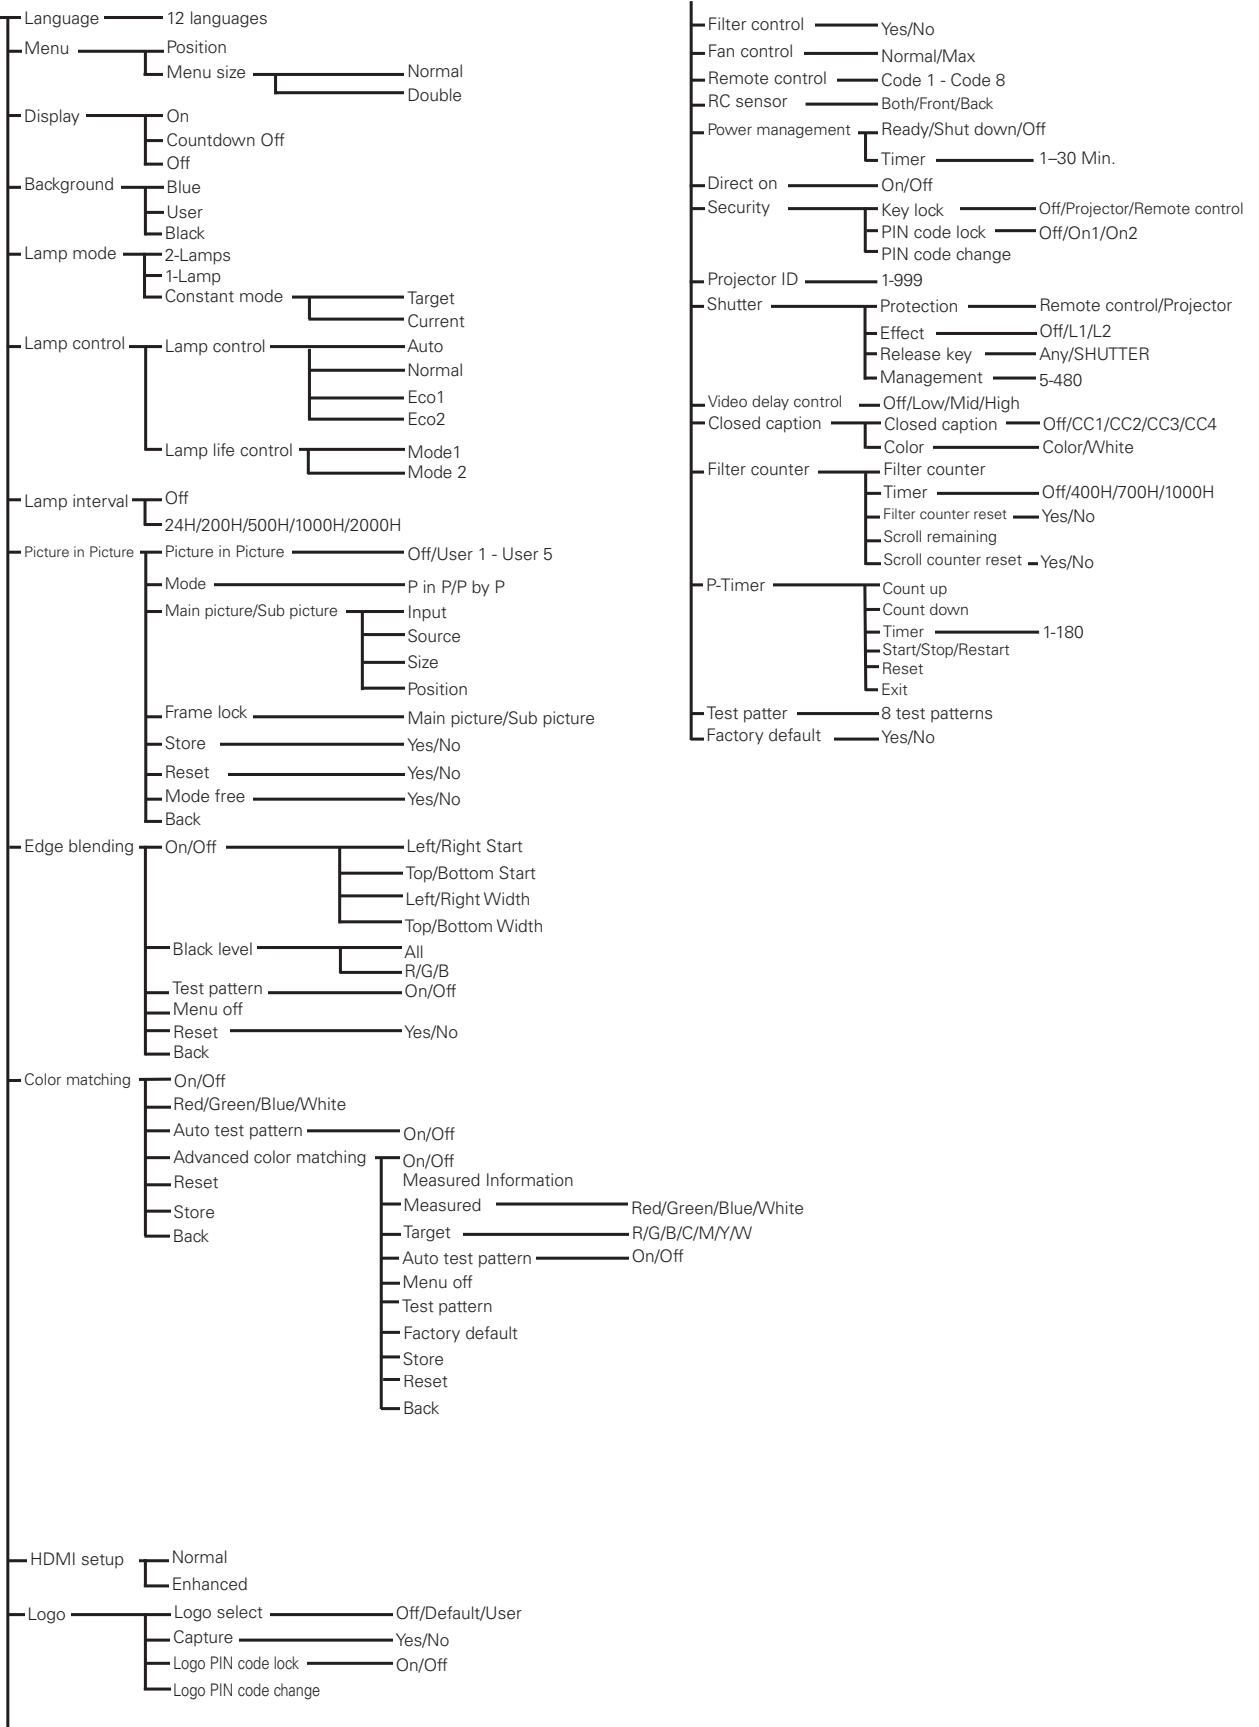 Language 12 languages
Menu Position
Menu size Normal
Double
Display On
Countdown Off
Off
Background Blue
User
Black
Lamp mode 2-Lamps
1-Lamp
Constant mode Target
Current
Lamp control Lamp control Auto
Normal
Eco1
Eco2
Lamp life control Mode1
Mode 2
Lamp interval Off
24H/200H/500H/1000H/2000H
Picture in Picture Picture in Picture Off/User 1 - User 5
Mode P in P/P by P
Main picture/Sub picture Input
Source
Size
Position
Frame lock Main picture/Sub picture
Store Yes/No
Reset Yes/No
Mode free Yes/No
Back
Edge blending On/Off Left/Right Start
Top/Bottom Start
Left/Right Width
Top/Bottom Width
Black level All
R/G/B
Test pattern On/Off
Menu off
Reset Yes/No
Back
Color matching On/Off
Red/Green/Blue/White
Auto test pattern On/Off
Advanced color matching On/Off
Reset Measured Information
Measured Red/Green/Blue/White
Store
Target R/G/B/C/M/Y/W
Back
Auto test pattern On/Off
Menu off
Test pattern
Factory default
Store
Reset
Back
HDMI setup Normal
Enhanced
Logo Logo select Off/Default/User
Capture Yes/No
Logo PIN code lock On/Off
Logo PIN code change
Filter control Yes/No
Fan control Normal/Max
Remote control Code 1 - Code 8
RC sensor Both/Front/Back
Power management Ready/Shut down/Off
Timer 1–30 Min.
Direct on On/Off
Security Key lock Off/Projector/Remote control
PIN code lock Off/On1/On2
PIN code change
Projector ID 1-999
Shutter Protection Remote control/Projector
Effect Off/L1/L2
Release key Any/SHUTTER
Management 5-480
Video delay control Off/Low/Mid/High
Closed caption Closed caption Off/CC1/CC2/CC3/CC4
Color Color/White
Filter counter Filter counter
Timer Off/400H/700H/1000H
Filter counter reset Yes/No
Scroll remaining
Scroll counter reset Yes/No
P-Timer Count up
Count down
Timer 1-180
Start/Stop/Restart
Reset
Exit
Test patter 8 test patterns
Factory default Yes/No